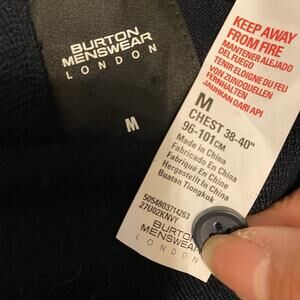 BURTON
MENSWEAR
LONDON
M
KEEP AWAY
FROM FIRE
MANTENER ALEJADO
DEL FUEGO
TENIR ELOIGNE DU FEU
VON ZUNDQUELLEN
FERNHALTEN
JAUHKAN DARI API
M
CHEST 38-40"
96-101CM
Made in China
Fabricado En China
Fabriqué En Chine
Hergestellt In China
Buatan Tiongkok
5054803714263
27U02KNVY
BURTON
MENSWEAR
LONDON